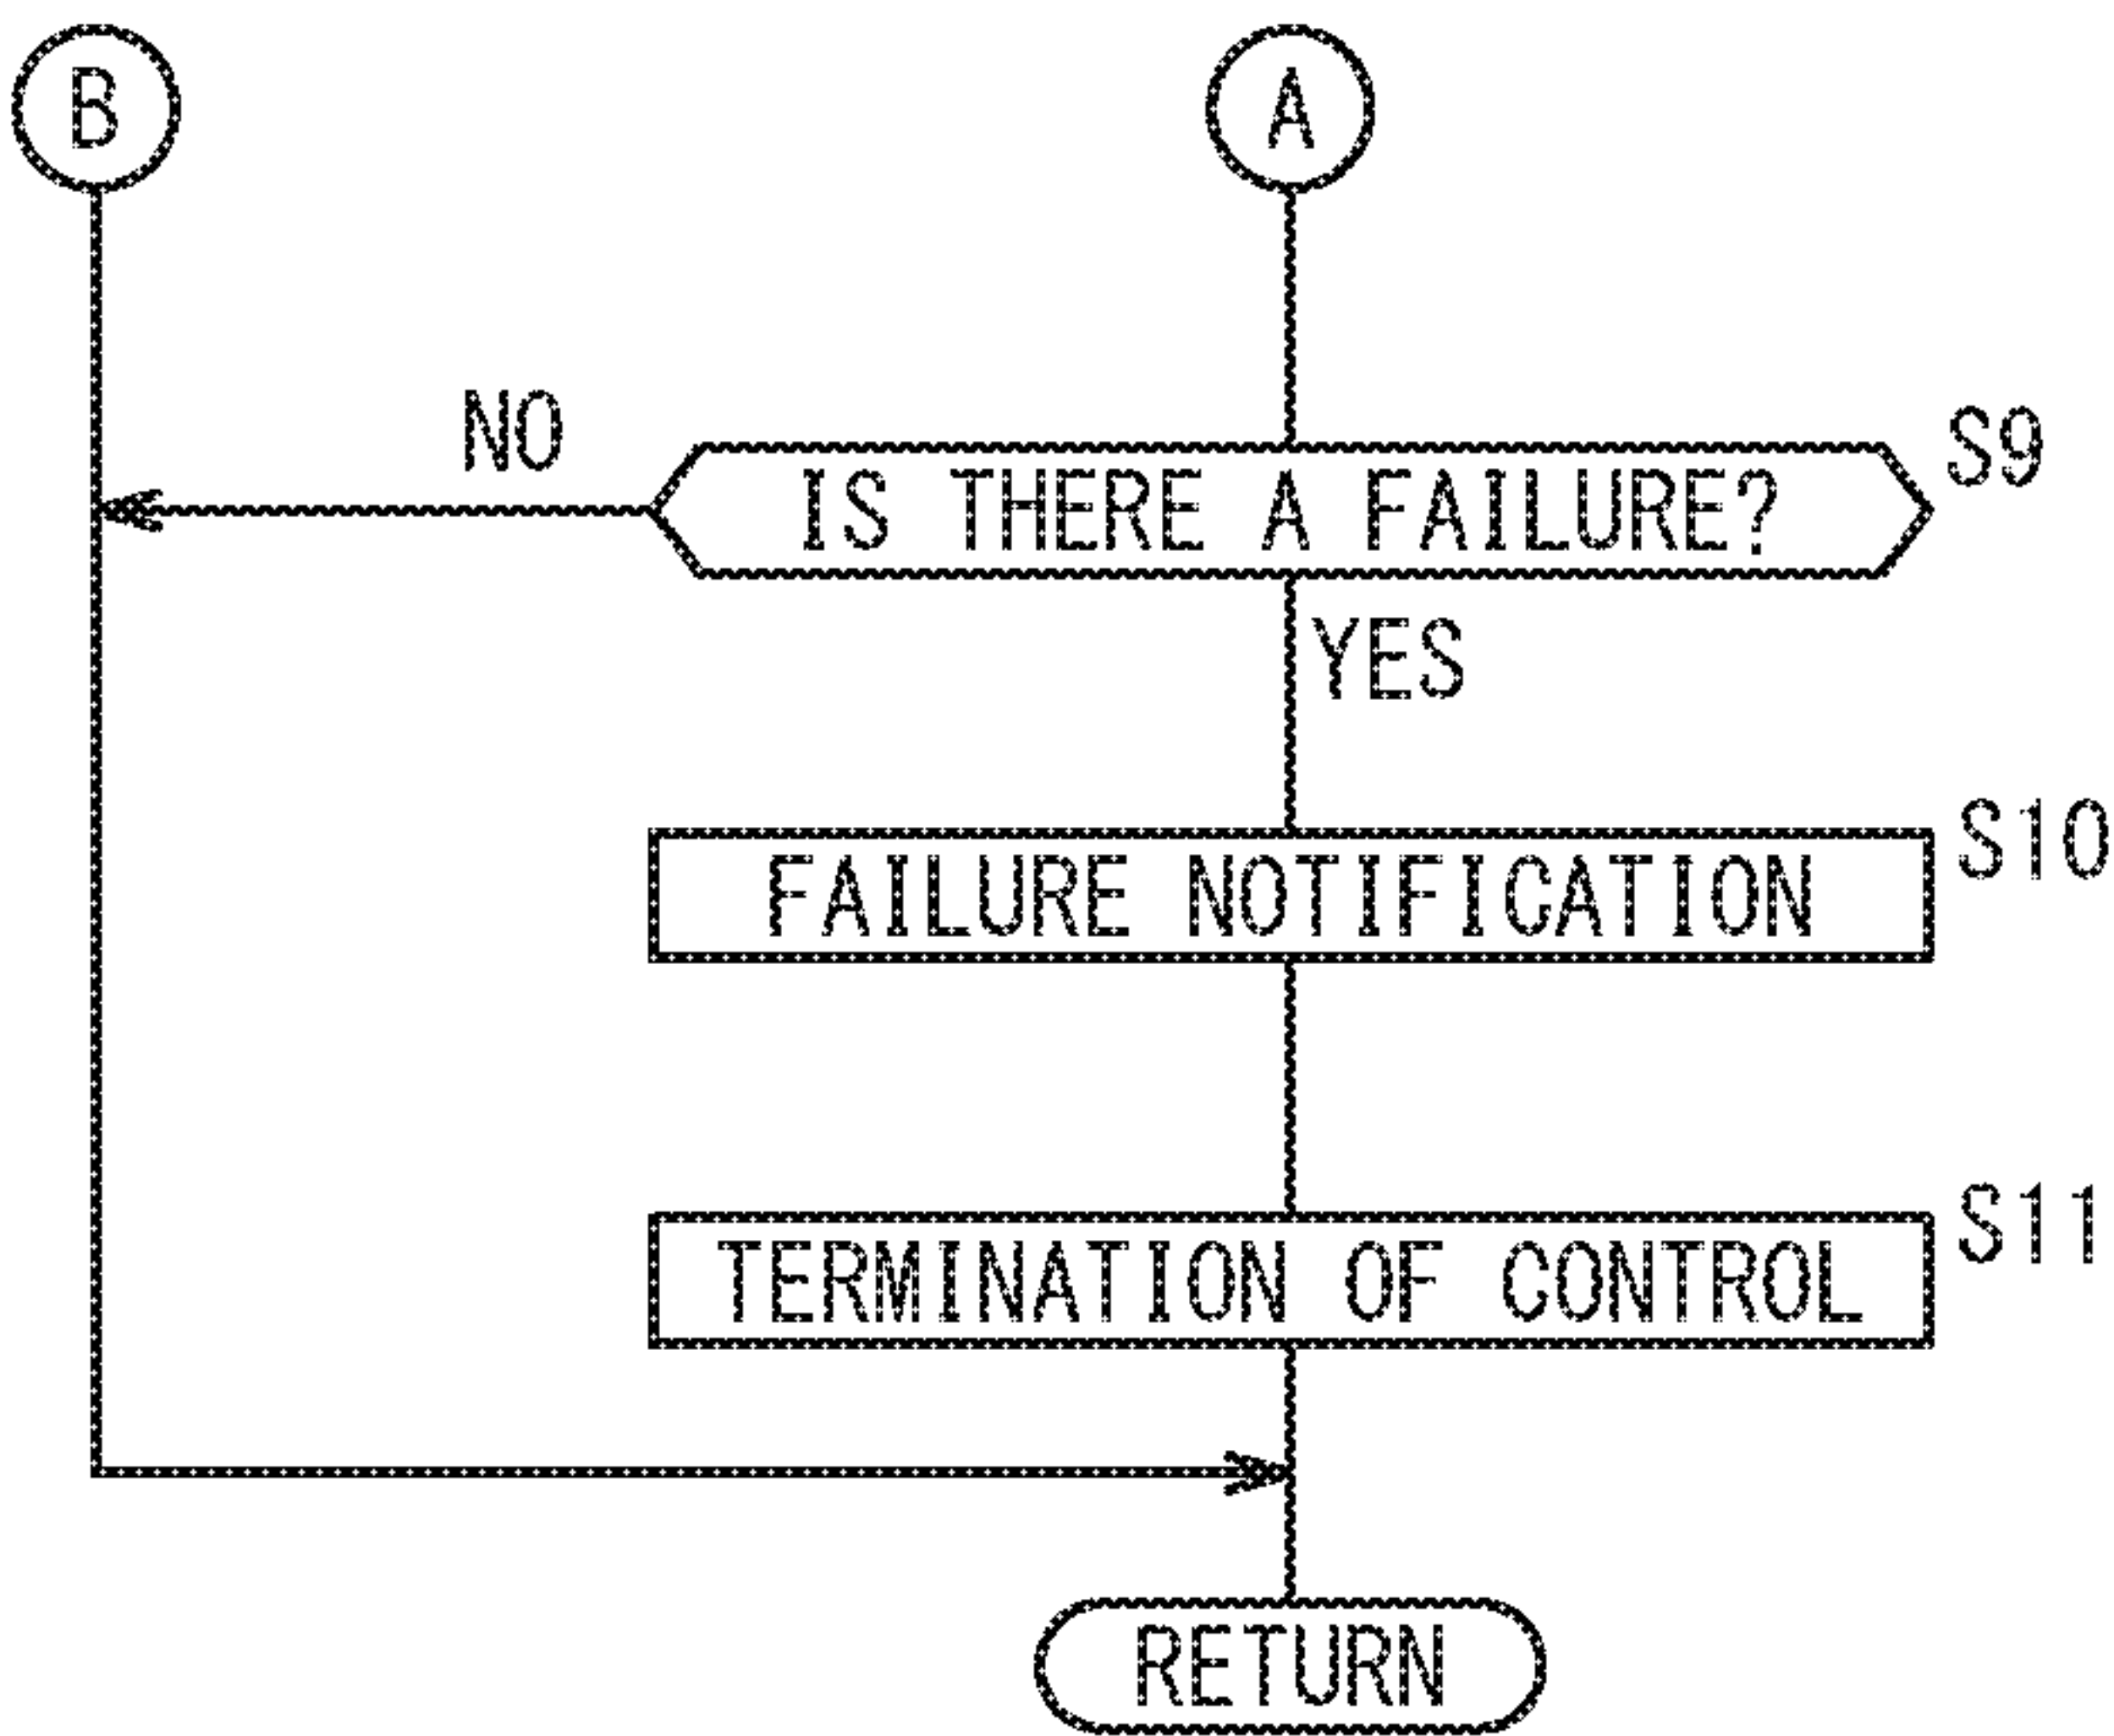 B
A
NO
IS THERE A FAILURE?
S9
YES
FAILURE NOTIFICATION
S10
TERMINATION OF CONTROL
S11
RETURN